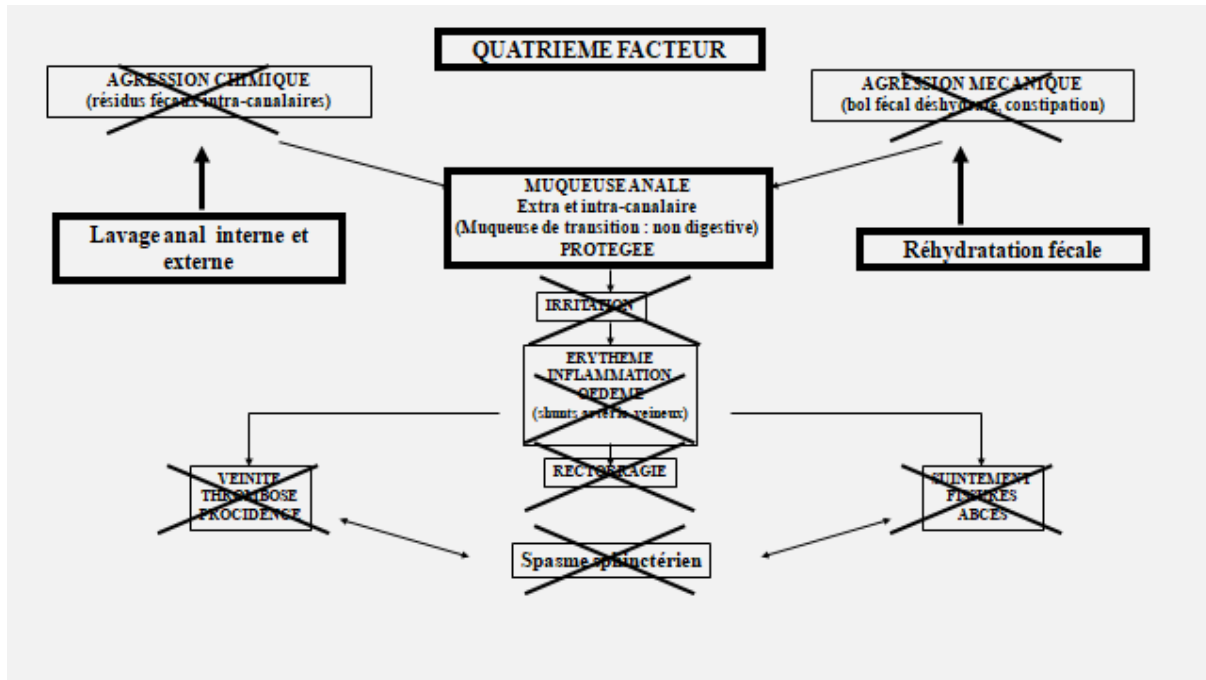 QUATRIEME FACTEUR
AGRESSION CHIMIQUE
(résidus fécaux intra-canalaires)
AGRESSION MECANIQUE
(bol fécal déshydraté, constipation)
MUQUEUSE ANALE
Extra et intra-canalaire
(Muqueuse de transition : non digestive)
PROTEGEE
Lavage anal interne et
externe
Réhydratation fécale
IRRITATION
ERYTHEME
INFLAMMATION
OEDEME
(shunts artério-veineux)
VEINITE
THROMBOSE
PROCIDENCE
RECTORRAGIE
SUINTEMENT
FISSURES
ABCES
Spasme sphinctérien